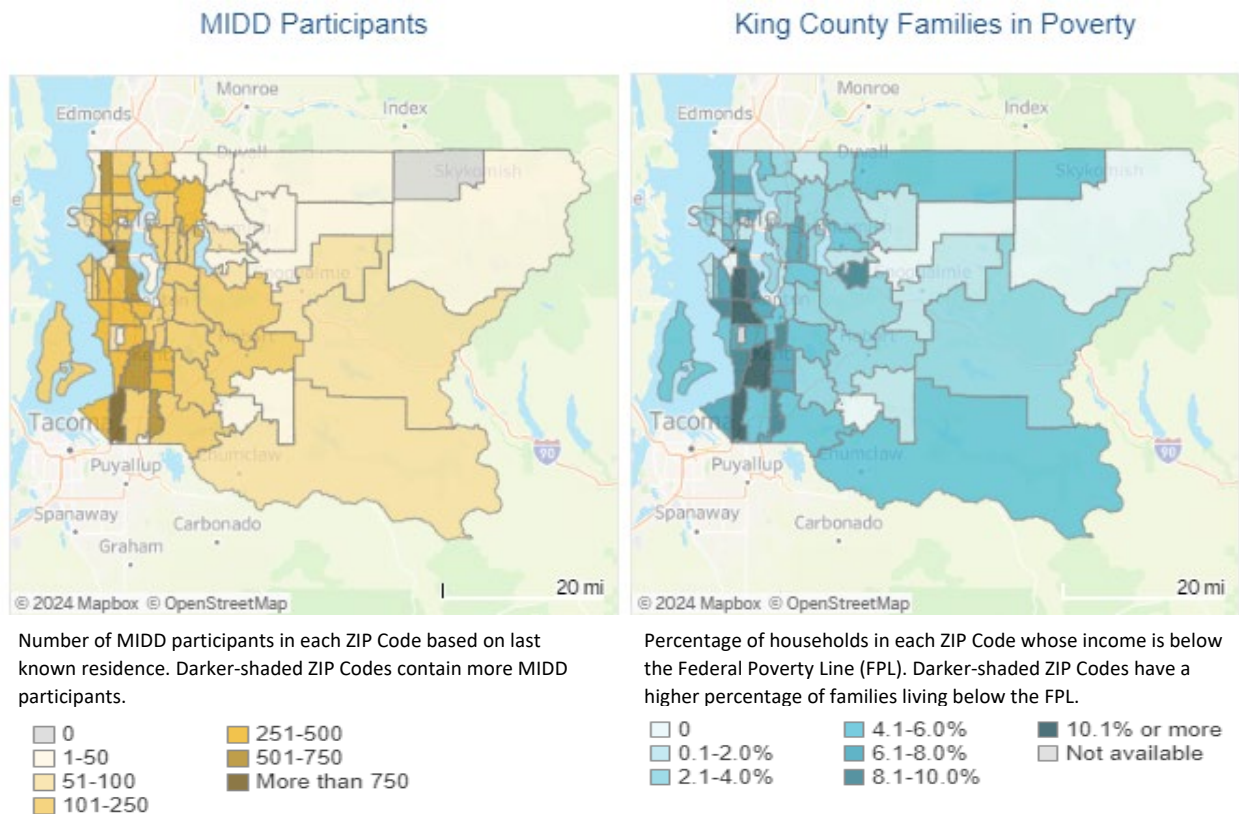 MIDD Participants
King County Families in Poverty
Monroe
Edmonds
Index
Duvall
Skykomish
Tacoma
Puyallup
90
Spanaway
Carbonado
Graham
20 mi
© 2024 Mapbox © OpenStreetMap
Monroe
Edmonds
Index
Duvall
Skykomish
Tacoma
Puyallup
90
Spanaway
Carbonado
Graham
20 mi
© 2024 Mapbox © OpenStreetMap
Number of MIDD participants in each ZIP Code based on last
known residence. Darker-shaded ZIP Codes contain more MIDD
participants.
0
1-50
51-100
101-250
251-500
501-750
More than 750
Percentage of households in each ZIP Code whose income is below
the Federal Poverty Line (FPL). Darker-shaded ZIP Codes have a
higher percentage of families living below the FPL.
0
0.1-2.0%
2.1-4.0%
4.1-6.0%
6.1-8.0%
8.1-10.0%
10.1% or more
Not available